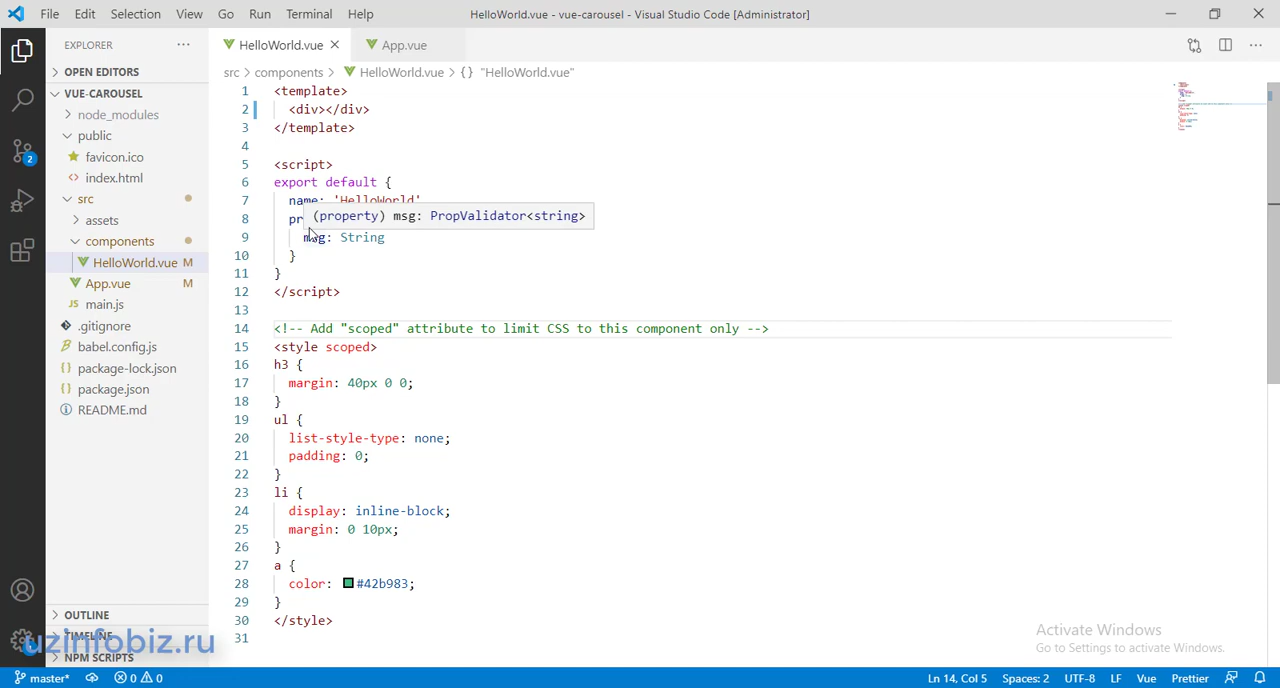 File Edit Selection View Go Run Terminal Help HelloWorld.vue - vue-carousel - Visual Studio Code [Administrator]
EXPLORER
OPEN EDITORS
VUE-CAROUSEL
node_modules
public
favicon.ico
index.html
src
assets
components
HelloWorld.vue M
App.vue M
JS main.js
.gitignore
babel.config.js
package-lock.json
package.json
README.md
OUTLINE
TIMELINE
NPM SCRIPTS
2
uzinfobiz.ru
HelloWorld.vue App.vue
src > components > HelloWorld.vue > {} "HelloWorld.vue"
1 <template>
2 <div></div>
3 </template>
4
5 <script>
6 export default {
7 name: 'HelloWorld',
8 pr
(property) msg: PropValidator<string>
9 msg: String
10 }
11 }
12 </script>
13
14 <!-- Add "scoped" attribute to limit CSS to this component only -->
15 <style scoped>
16 h3 {
17 margin: 40px 0 0;
18 }
19 ul {
20 list-style-type: none;
21 padding: 0;
22 }
23 li {
24 display: inline-block;
25 margin: 0 10px;
26 }
27 a {
28 color: #42b983;
29 }
30 </style>
31
Activate Windows
Go to Settings to activate Windows.
master* 0 0 Ln 14, Col 5 Spaces: 2 UTF-8 LF Vue Prettier